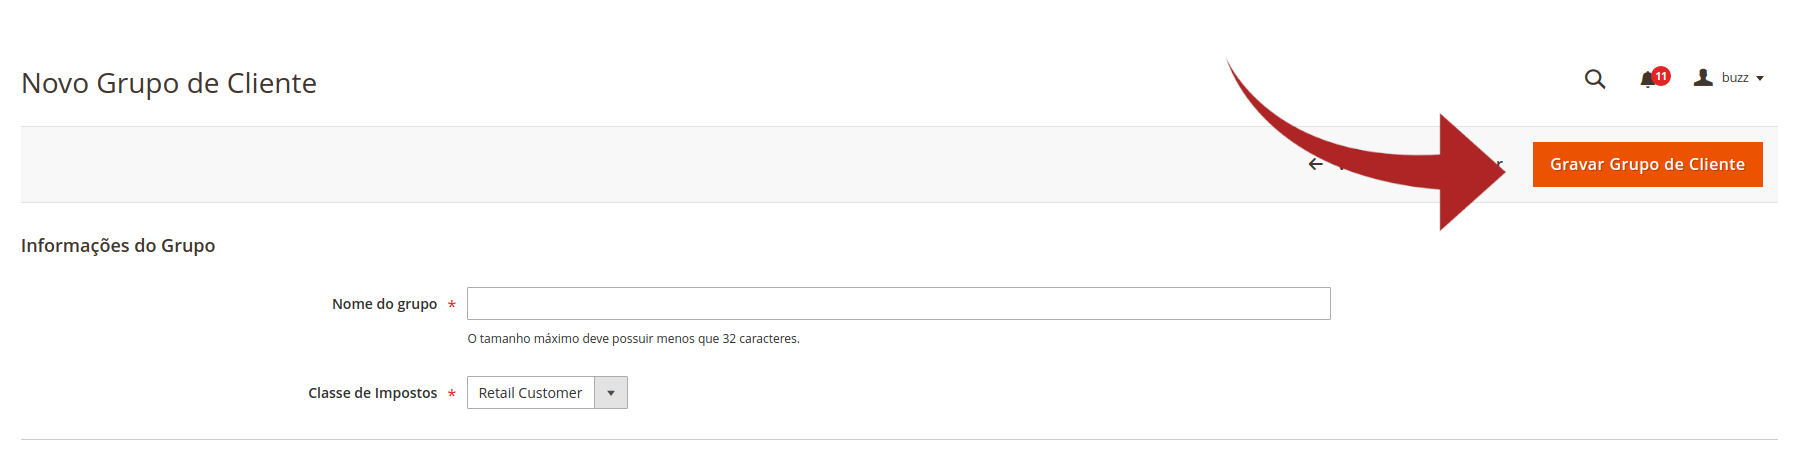 Novo Grupo de Cliente
11
buzz
Gravar Grupo de Cliente
Informações do Grupo
Nome do grupo *
O tamanho máximo deve possuir menos que 32 caracteres.
Classe de Impostos *
Retail Customer